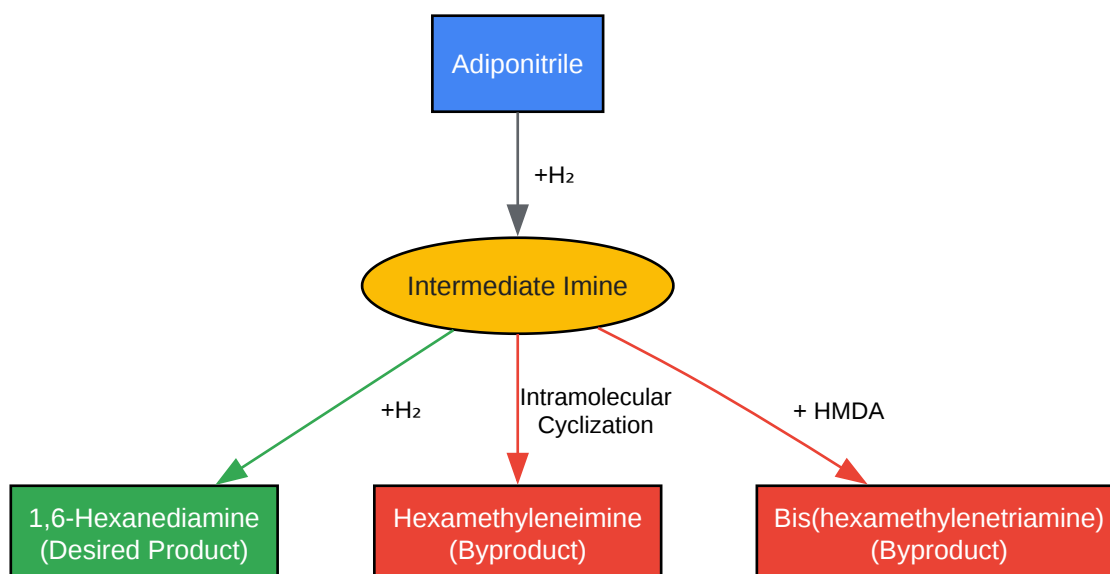 Adiponitrile
+H₂
Intermediate Imine
+H₂
Intramolecular
Cyclization
+ HMDA
1,6-Hexanediamine
(Desired Product)
Hexamethyleneimine
(Byproduct)
Bis(hexamethylenetriamine)
(Byproduct)